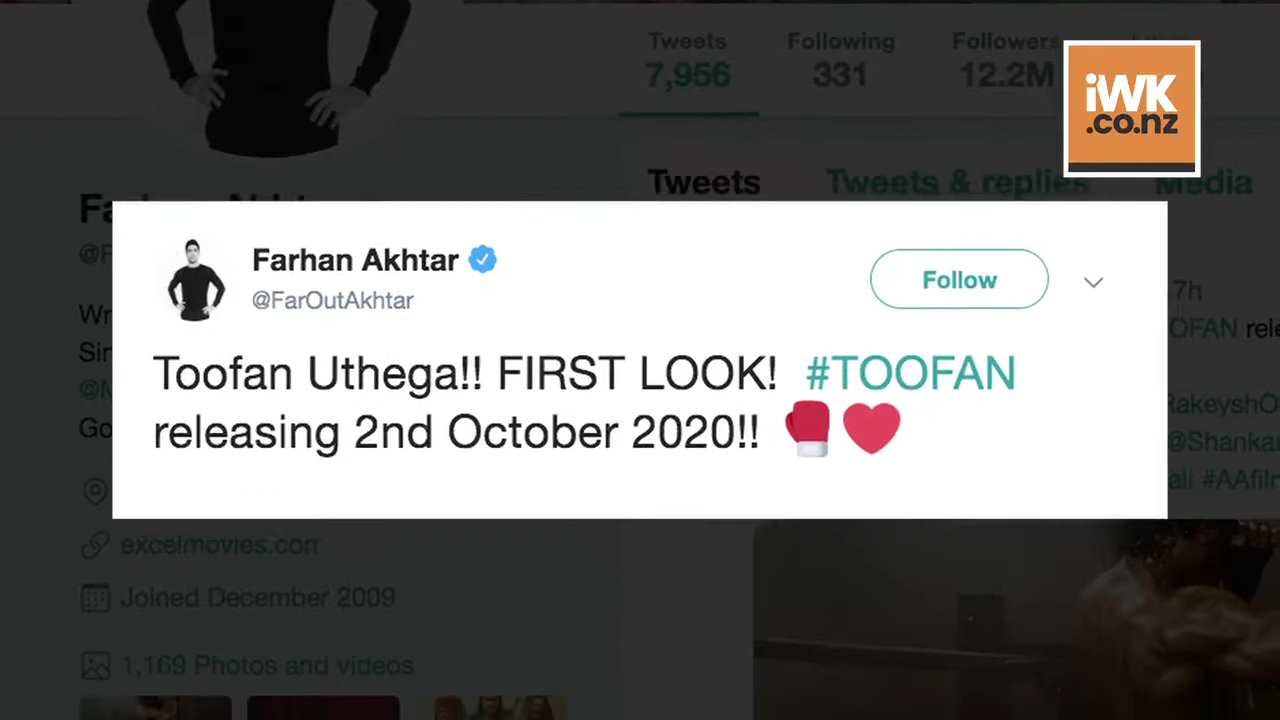 Tweets Following Followers
7,956 331 12.2M
iWK
.co.nz
Tweets Tweets & replies Media
Farhan Akhtar
@FarOutAkhtar
Follow
7h
Toofan Uthega!! FIRST LOOK! #TOOFAN
releasing 2nd October 2020!!
excelmovies.com
Joined December 2009
1,169 Photos and videos